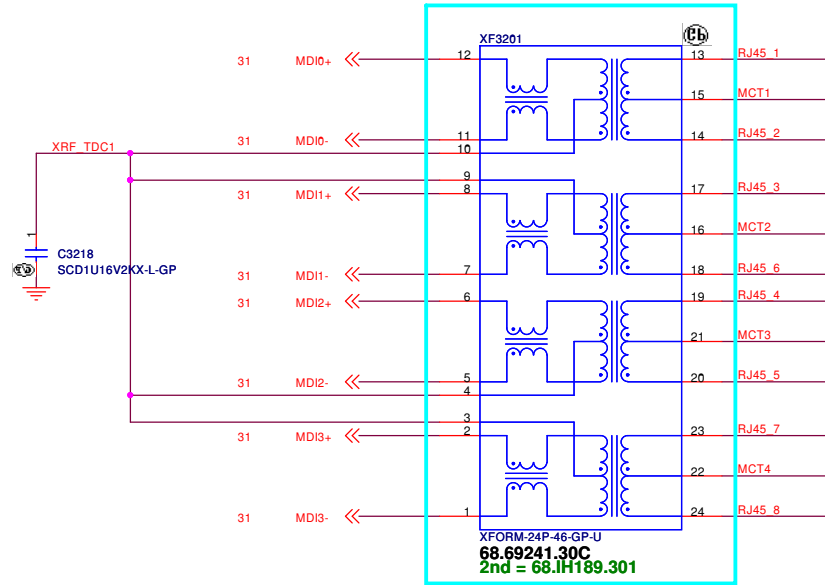 XF3201
31 MDI0+ 12 13 RJ45_1
15 MCT1
31 MDI0- 11 14 RJ45_2
XRF_TDC1 10
9
31 MDI1+ 8 17 RJ45_3
16 MCT2
1
C3218
SCD1U16V2KX-L-GP
31 MDI1- 7 18 RJ45_6
31 MDI2+ 6 19 RJ45_4
21 MCT3
31 MDI2- 5 20 RJ45_5
4
3
31 MDI3+ 2 23 RJ45_7
22 MCT4
31 MDI3- 1 24 RJ45_8
XFORM-24P-46-GP-U
68.69241.30C
2nd = 68.IH189.301